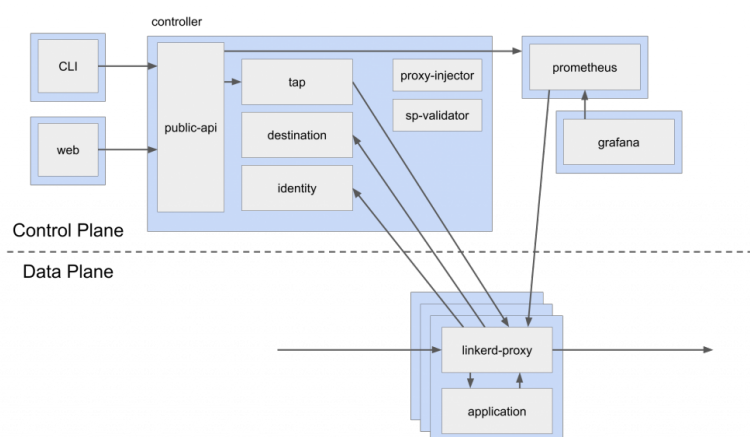 controller
CLI
public-api
tap
proxy-injector
prometheus
sp-validator
destination
web
grafana
identity
Control Plane
Data Plane
linkerd-proxy
application